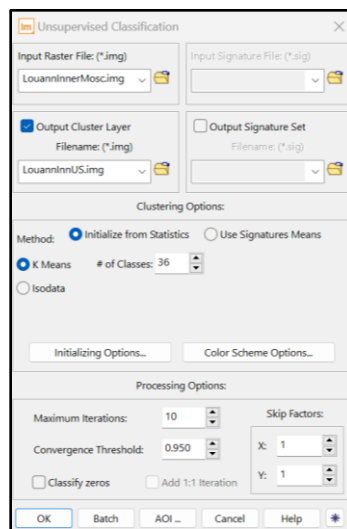 Im Unsupervised Classification
Input Raster File: (*.img) Input Signature File: (*.sig)
LouannInnerMosc.img
Output Cluster Layer Output Signature Set
Filename: (*.img) Filename: (*.sig)
LouannInnUS.img
Clustering Options:
Method: Initialize from Statistics Use Signatures Means
K Means # of Classes: 36
Isodata
Initializing Options... Color Scheme Options...
Processing Options:
Maximum Iterations: 10 Skip Factors:
Convergence Threshold: 0.950 X: 1
Classify zeros Add 1:1 Iteration Y: 1
OK Batch AOI ... Cancel Help